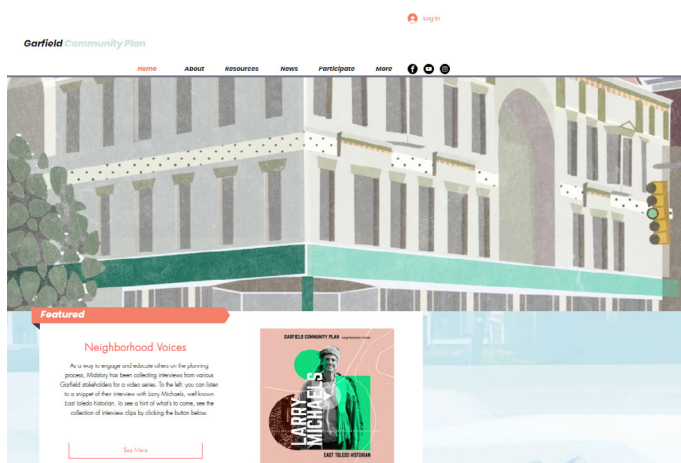 Log In
Garfield Community Plan
Home About Resources News Participate More
Featured
Neighborhood Voices
As a way to engage and educate others on the planning
process, Midstory has been collecting interviews from various
Garfield stakeholders for a video series. To the left, you can listen
to a snippet of their interview with Larry Michaels, well known
East Toledo historian. To see a hint of what's to come, see the
collection of interview clips by clicking the button below.
See More
GARFIELD COMMUNITY PLAN
LARRY
MICHAELS
EAST TOLEDO HISTORIAN